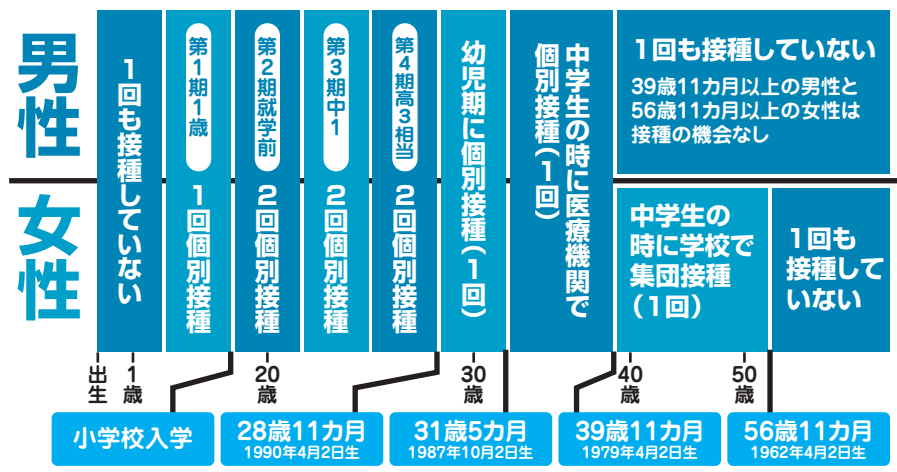 男性
女性
1回も接種していない
第1期1歳
1回個別接種
第2期就学前
2回個別接種
第3期中1
2回個別接種
第4期高3相当
2回個別接種
幼児期に個別接種(1回)
中学生の時に医療機関で
個別接種(1回)
1回も接種していない
39歳11カ月以上の男性と
56歳11カ月以上の女性は
接種の機会なし
中学生の
時に学校で
集団接種
(1回)
1回も
接種して
いない
出生
1歳
20歳
30歳
40歳
50歳
小学校入学
28歳11カ月
1990年4月2日生
31歳5カ月
1987年10月2日生
39歳11カ月
1979年4月2日生
56歳11カ月
1962年4月2日生